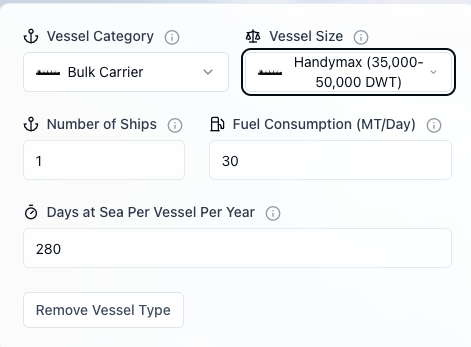 Vessel Category
Vessel Size
Bulk Carrier
Handymax (35,000-
50,000 DWT)
Number of Ships
Fuel Consumption (MT/Day)
1
30
Days at Sea Per Vessel Per Year
280
Remove Vessel Type